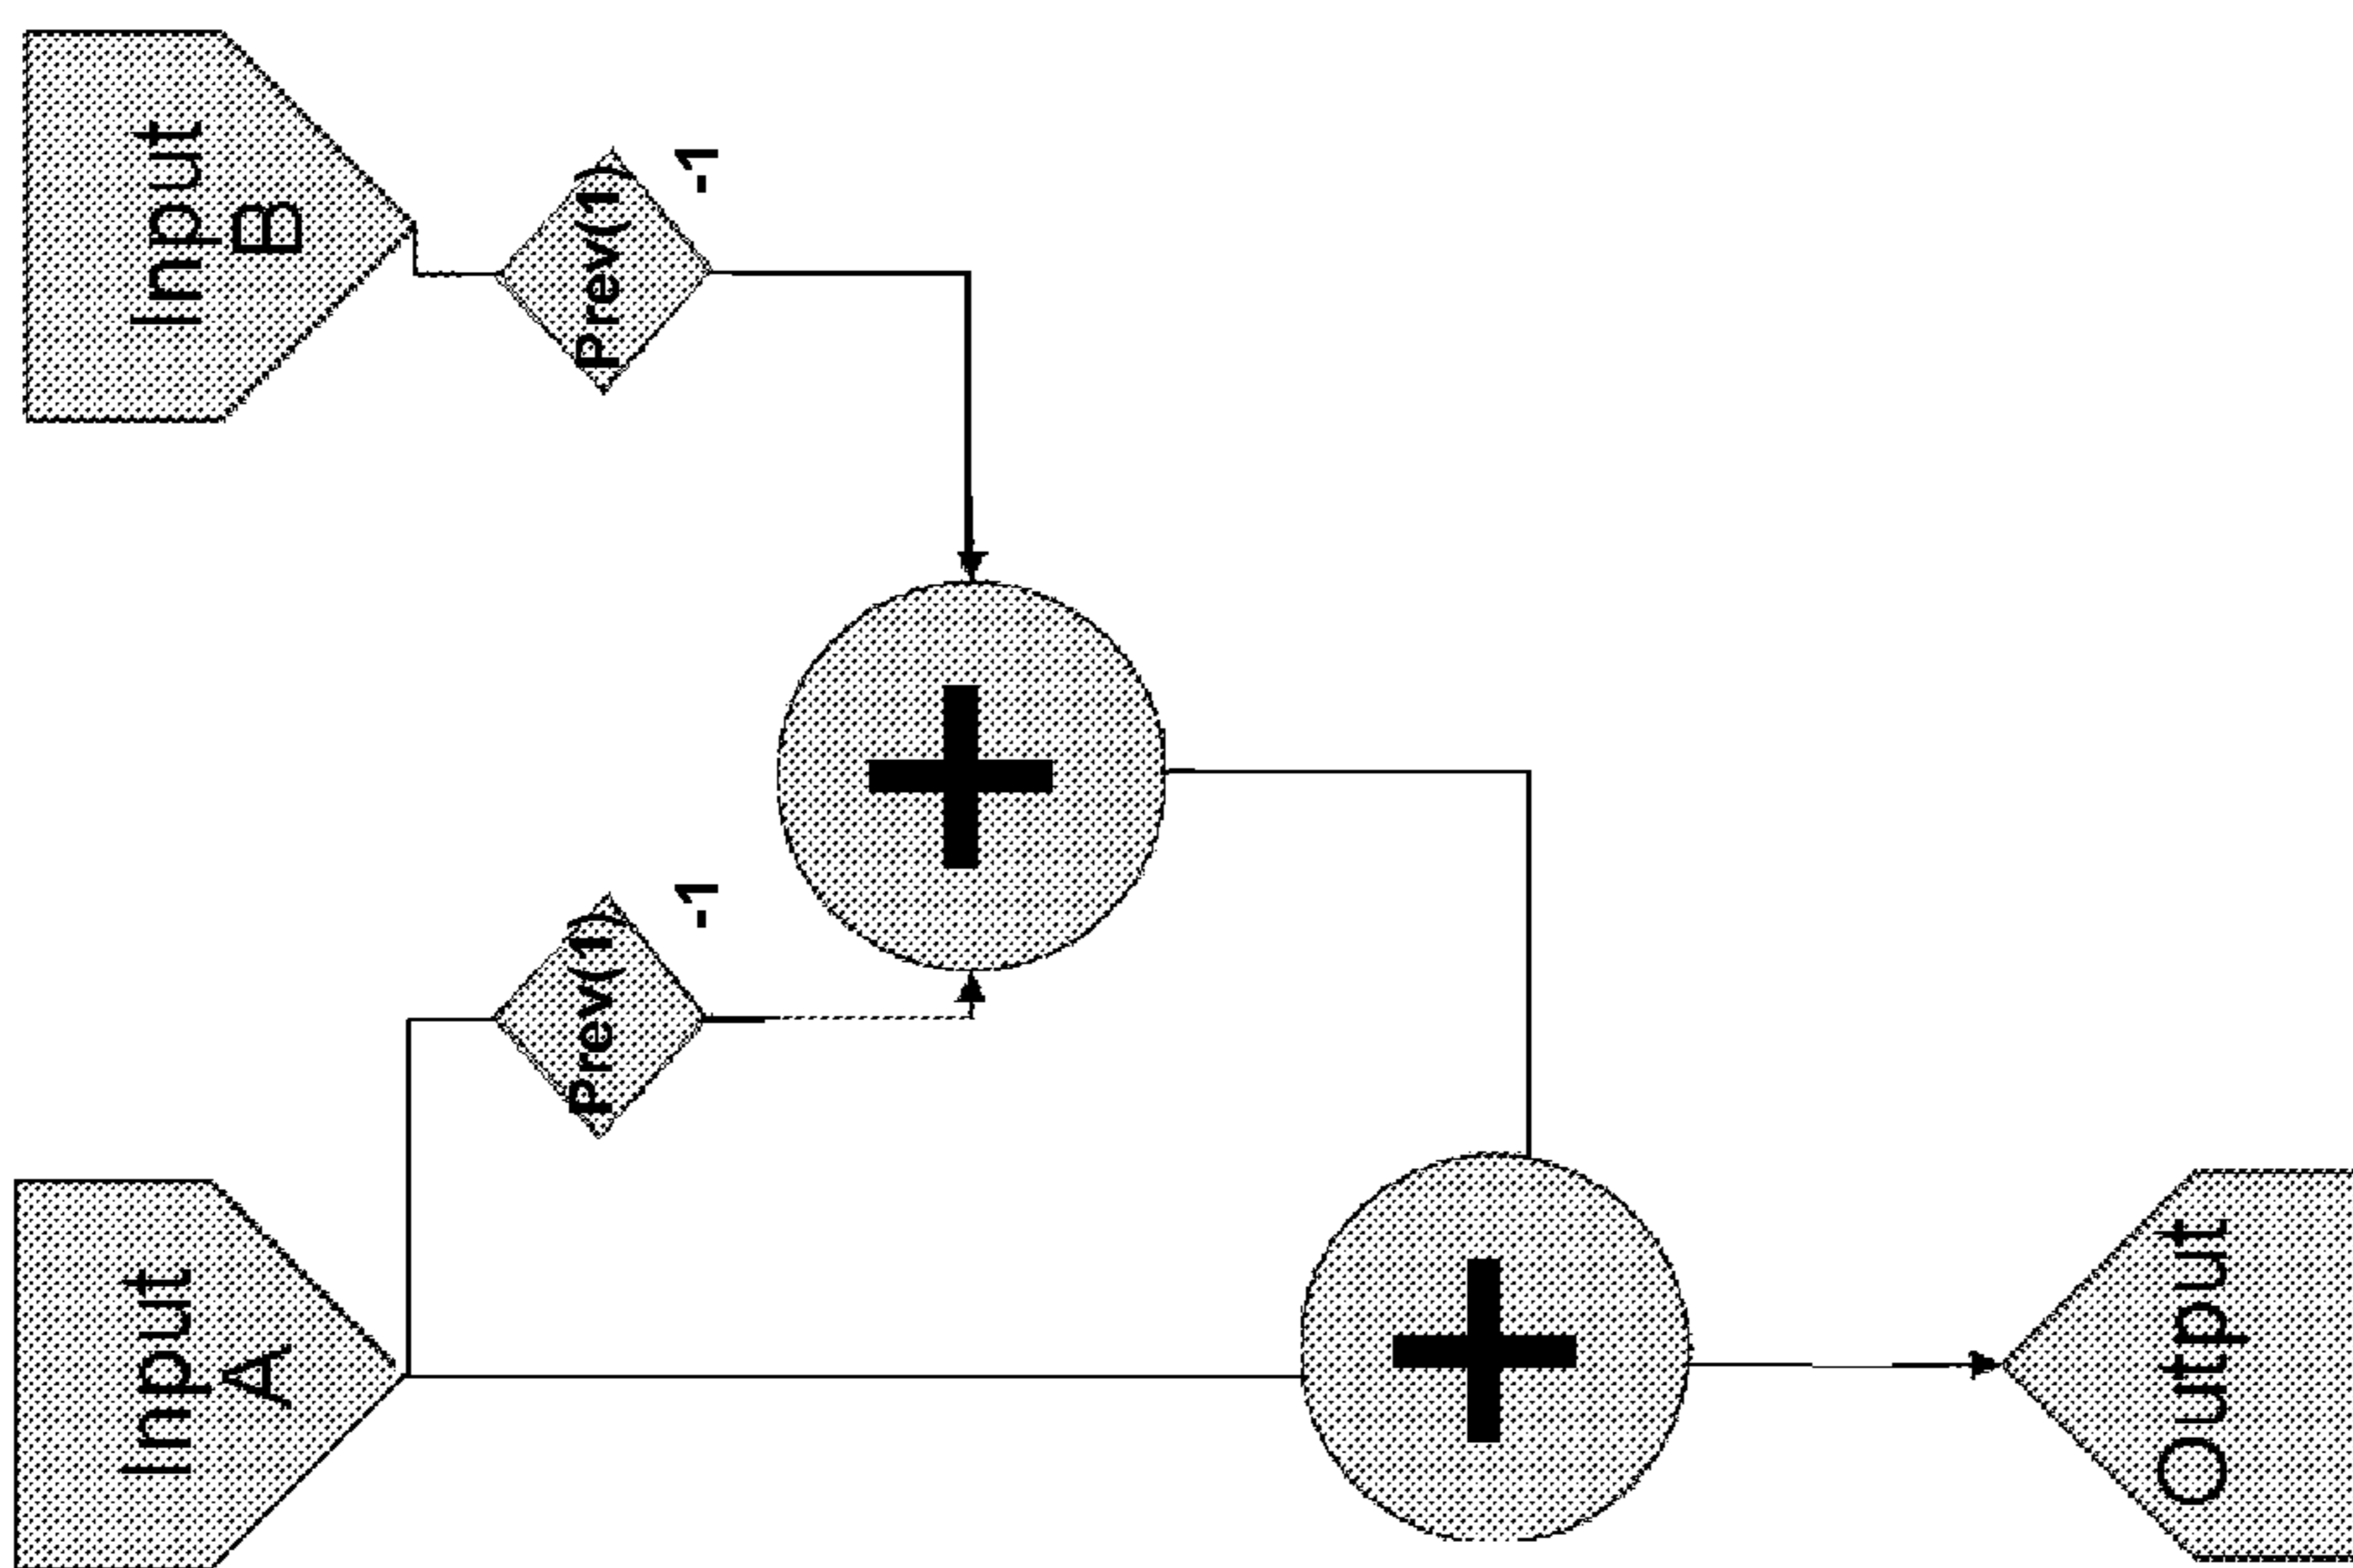 Input
A
Prev(1)
-1
Input
B
Prev(1)
-1
+
+
Output